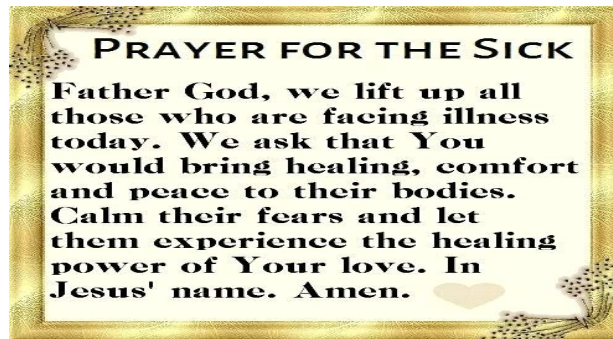 PRAYER FOR THE SICK
Father God, we lift up all
those who are facing illness
today. We ask that You
would bring healing, comfort
and peace to their bodies.
Calm their fears and let
them experience the healing
power of Your love. In
Jesus' name. Amen.